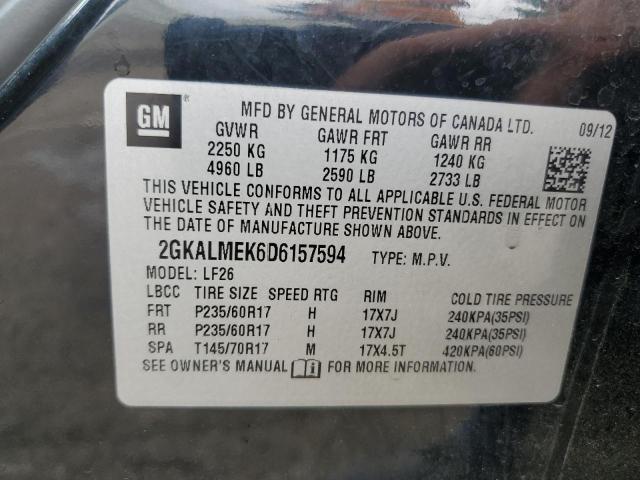 GM ®
MFD BY GENERAL MOTORS OF CANADA LTD. 09/12
GVWR GAWR FRT GAWR RR
2250 KG 1175 KG 1240 KG
4960 LB 2590 LB 2733 LB
THIS VEHICLE CONFORMS TO ALL APPLICABLE U.S. FEDERAL MOTOR
VEHICLE SAFETY AND THEFT PREVENTION STANDARDS IN EFFECT ON
THE DATE OF MANUFACTURE SHOWN ABOVE.
2GKALMEK6D6157594 TYPE: M.P.V.
MODEL: LF26
LBCC TIRE SIZE SPEED RTG RIM COLD TIRE PRESSURE
FRT P235/60R17 H 17X7J 240KPA(35PSI)
RR P235/60R17 H 17X7J 240KPA(35PSI)
SPA T145/70R17 M 17X4.5T 420KPA(60PSI)
SEE OWNER'S MANUAL FOR MORE INFORMATION.